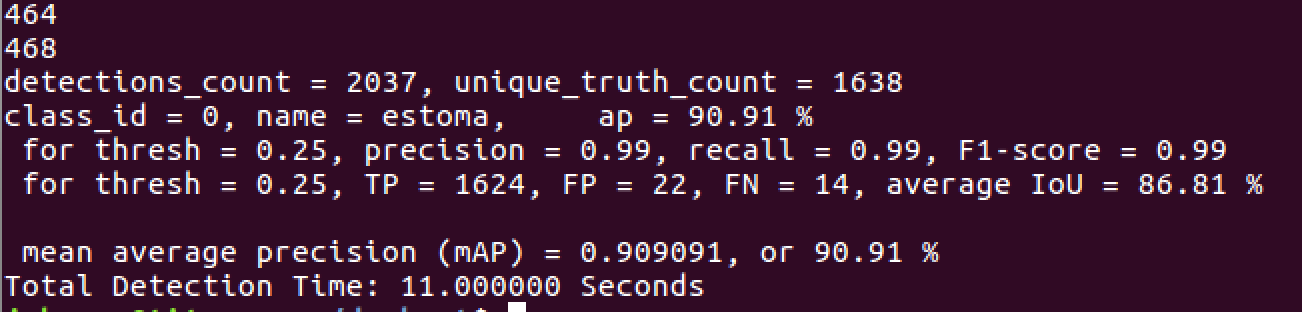 464
468
detections_count = 2037, unique_truth_count = 1638
class_id = 0, name = estoma, ap = 90.91 %
for thresh = 0.25, precision = 0.99, recall = 0.99, F1-score = 0.99
for thresh = 0.25, TP = 1624, FP = 22, FN = 14, average IoU = 86.81 %
mean average precision (mAP) = 0.909091, or 90.91 %
Total Detection Time: 11.000000 Seconds